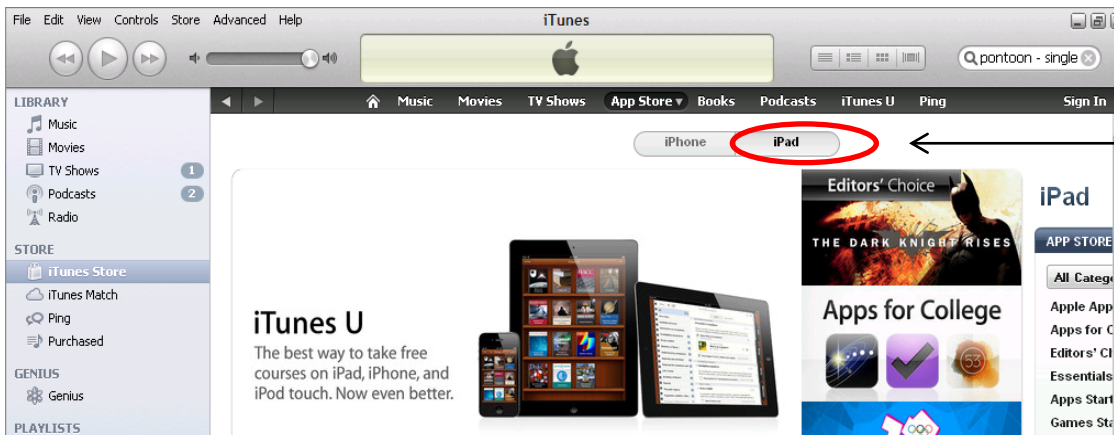 File Edit View Controls Store Advanced Help
iTunes
pontoon - single
LIBRARY
Music
Movies
TV Shows 1
Podcasts 2
Radio
STORE
iTunes Store
iTunes Match
Ping
Purchased
GENIUS
Genius
PLAYLISTS
Music Movies TV Shows App Store Books Podcasts iTunes U Ping Sign In
iPhone iPad
iTunes U
The best way to take free
courses on iPad, iPhone, and
iPod touch. Now even better.
Editors' Choice
THE DARK KNIGHT RISES
Apps for College
53
iPad
APP STORE
All Catego
Apple App
Apps for C
Editors' Cl
Essentials
Apps Start
Games Sta